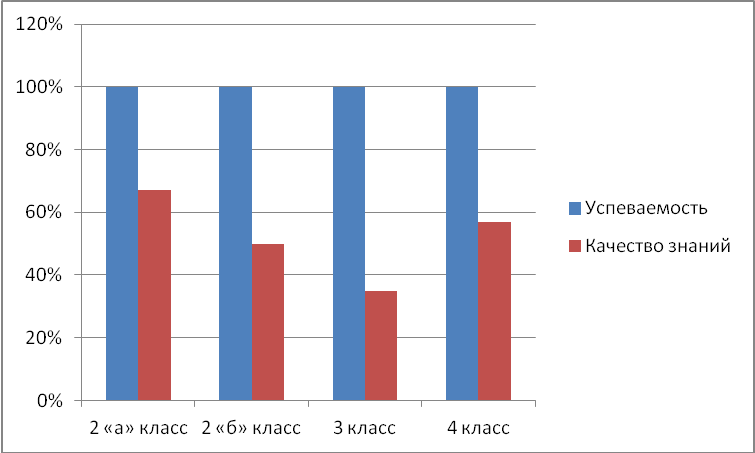 120%
100%
80%
60%
40%
20%
0%
2 «а» класс
2 «б» класс
3 класс
4 класс
Успеваемость
Качество знаний